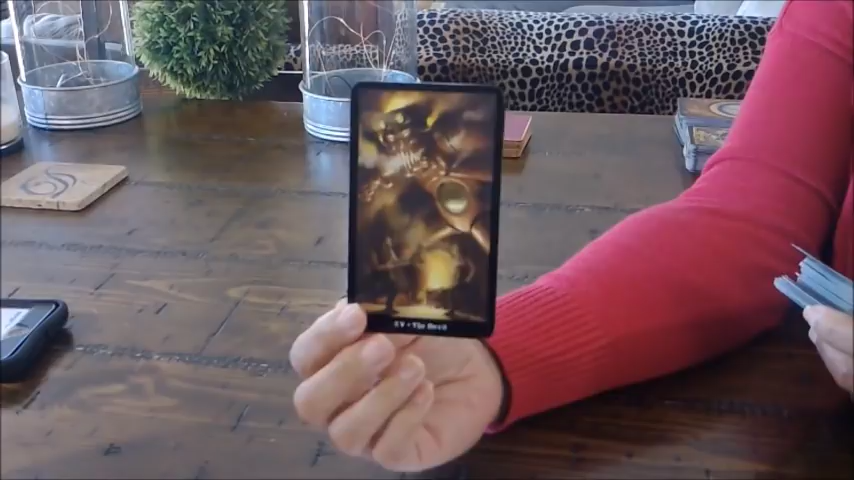 XV • The Devil